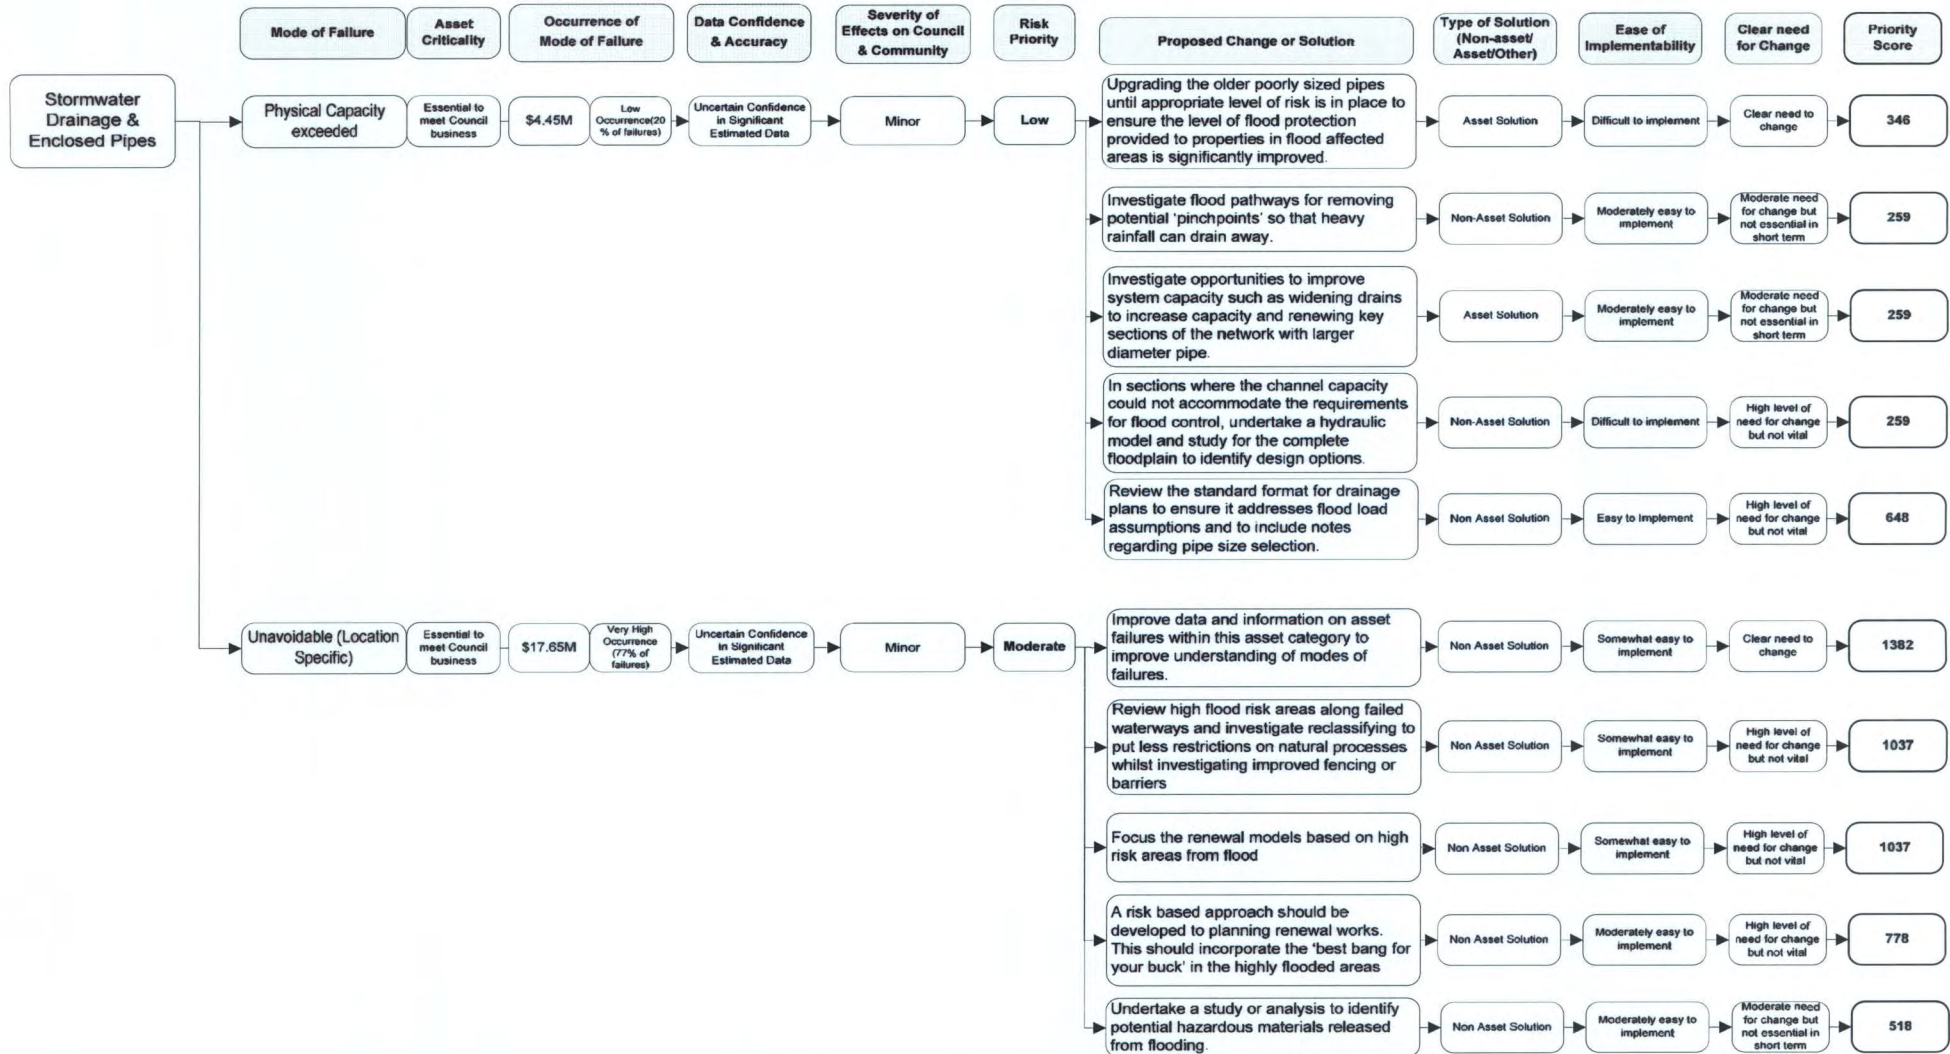 Mode of Failure
Asset
Criticality
Occurrence of
Mode of Failure
Data Confidence
& Accuracy
Severity of
Effects on Council
& Community
Risk
Priority
Proposed Change or Solution
Type of Solution
(Non-asset/
Asset/Other)
Ease of
Implementability
Clear need
for Change
Priority
Score
Stormwater
Drainage &
Enclosed Pipes
Physical Capacity
exceeded
Essential to
meet Council
business
$4.45M
Low
Occurrence(20
% of failures)
Uncertain Confidence
in Significant
Estimated Data
Minor
Low
Upgrading the older poorly sized pipes
until appropriate level of risk is in place to
ensure the level of flood protection
provided to properties in flood affected
areas is significantly improved.
Asset Solution
Difficult to implement
Clear need to
change
346
Investigate flood pathways for removing
potential 'pinchpoints' so that heavy
rainfall can drain away.
Non-Asset Solution
Moderately easy to
implement
Moderate need
for change but
not essential in
short term
259
Investigate opportunities to improve
system capacity such as widening drains
to increase capacity and renewing key
sections of the network with larger
diameter pipe.
Asset Solution
Moderately easy to
implement
Moderate need
for change but
not essential in
short term
259
In sections where the channel capacity
could not accommodate the requirements
for flood control, undertake a hydraulic
model and study for the complete
floodplain to identify design options.
Non-Asset Solution
Difficult to implement
High level of
need for change
but not vital
259
Review the standard format for drainage
plans to ensure it addresses flood load
assumptions and to include notes
regarding pipe size selection.
Non Asset Solution
Easy to Implement
High level of
need for change
but not vital
648
Unavoidable (Location
Specific)
Essential to
meet Council
business
$17.65M
Very High
Occurrence
(77% of
failures)
Uncertain Confidence
in Significant
Estimated Data
Minor
Moderate
Improve data and information on asset
failures within this asset category to
improve understanding of modes of
failures.
Non Asset Solution
Somewhat easy to
implement
Clear need to
change
1382
Review high flood risk areas along failed
waterways and investigate reclassifying to
put less restrictions on natural processes
whilst investigating improved fencing or
barriers
Non Asset Solution
Somewhat easy to
implement
High level of
need for change
but not vital
1037
Focus the renewal models based on high
risk areas from flood
Non Asset Solution
Somewhat easy to
implement
High level of
need for change
but not vital
1037
A risk based approach should be
developed to planning renewal works.
This should incorporate the 'best bang for
your buck' in the highly flooded areas
Non Asset Solution
Moderately easy to
implement
High level of
need for change
but not vital
778
Undertake a study or analysis to identify
potential hazardous materials released
from flooding.
Non Asset Solution
Moderately easy to
implement
Moderate need
for change but
not essential in
short term
518